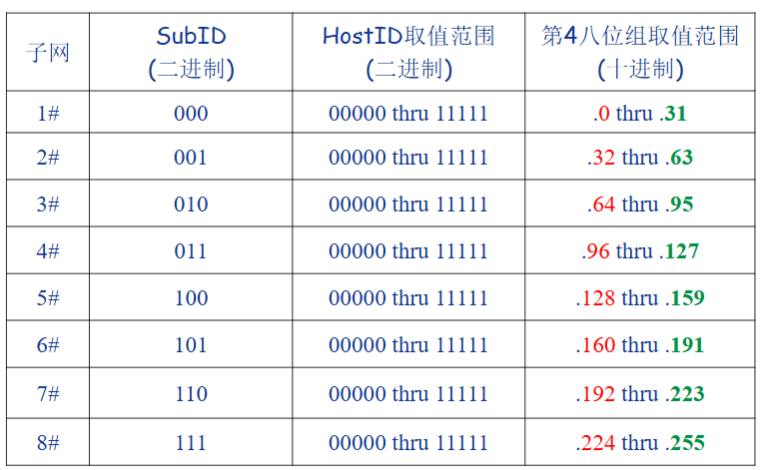 子网 SubID HostID取值范围 第4八位组取值范围
(二进制) (二进制) (十进制)
1# 000 00000 thru 11111 .0 thru .31
2# 001 00000 thru 11111 .32 thru .63
3# 010 00000 thru 11111 .64 thru .95
4# 011 00000 thru 11111 .96 thru .127
5# 100 00000 thru 11111 .128 thru .159
6# 101 00000 thru 11111 .160 thru .191
7# 110 00000 thru 11111 .192 thru .223
8# 111 00000 thru 11111 .224 thru .255